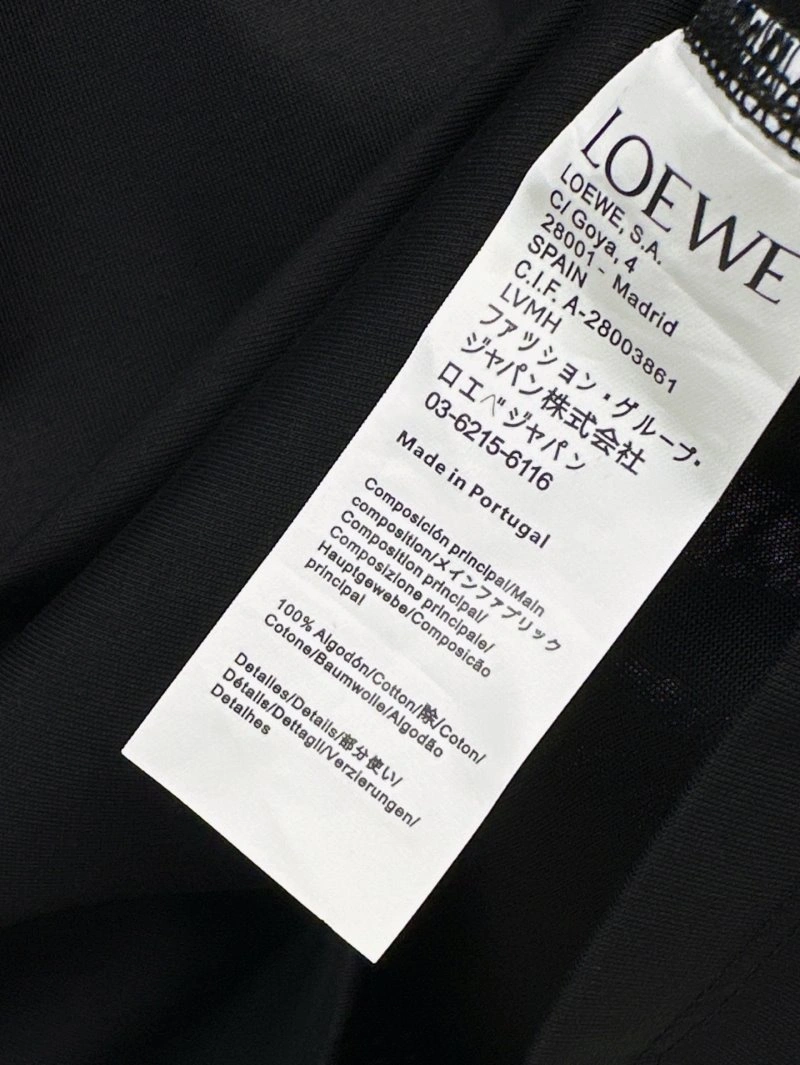 LOEWE
LOEWE, S.A.
C/ Goya, 4
28001 - Madrid
SPAIN
C.I.F. A-28003861
LVMH
ファッション・グループ・
ジャパン株式会社
ロエベジャパン
03-6215-6116
Made in Portugal
Composición principal/Main
composition/メインファブリック
Composition principal/
Composizione principale/
Hauptgewebe/Composicão
principal
100% Algodón/Cotton/除/Coton/
Cotone/Baumwolle/Algodão
Detalles/Details/部分使い/
Détails/Dettagli/Verzierungen/
Detalhes